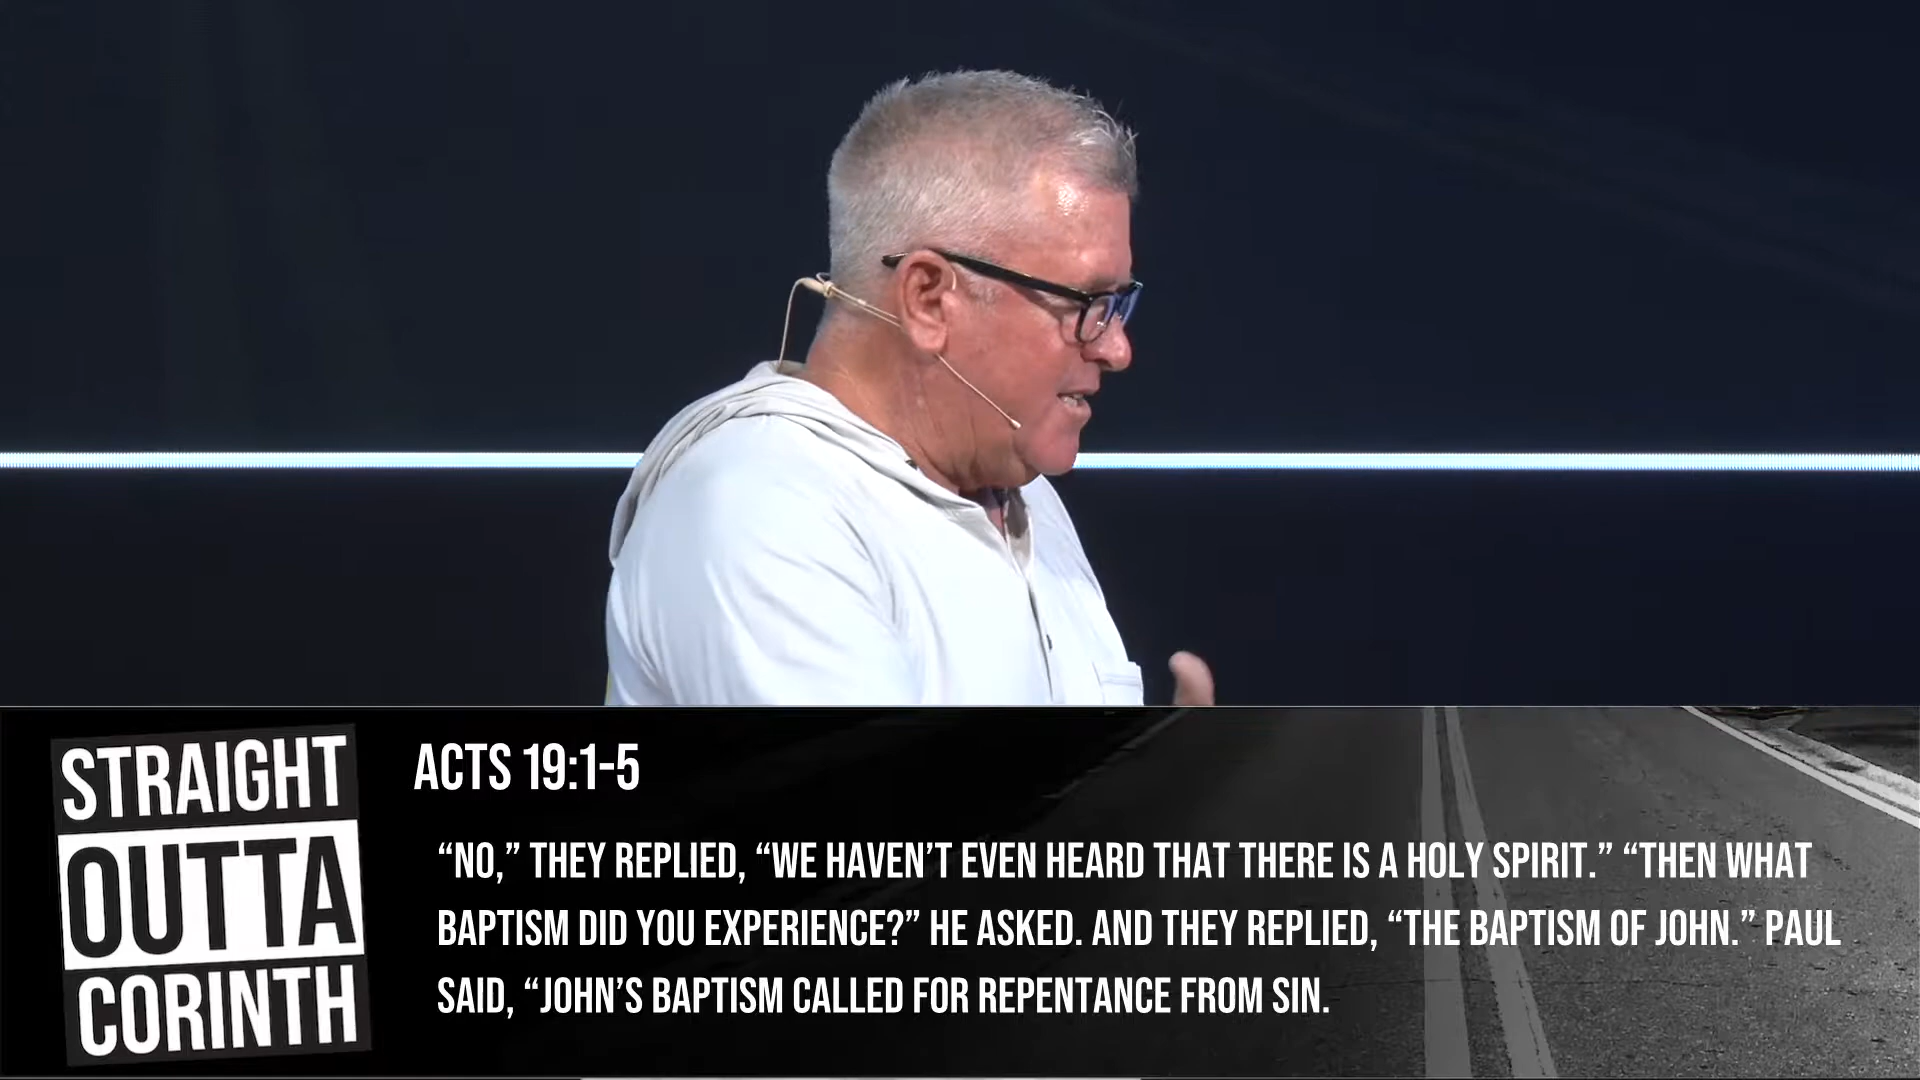 STRAIGHT
OUTTA
CORINTH
ACTS 19:1-5
“NO,” THEY REPLIED, “WE HAVEN’T EVEN HEARD THAT THERE IS A HOLY SPIRIT.” “THEN WHAT
BAPTISM DID YOU EXPERIENCE?” HE ASKED. AND THEY REPLIED, “THE BAPTISM OF JOHN.” PAUL
SAID, “JOHN’S BAPTISM CALLED FOR REPENTANCE FROM SIN.